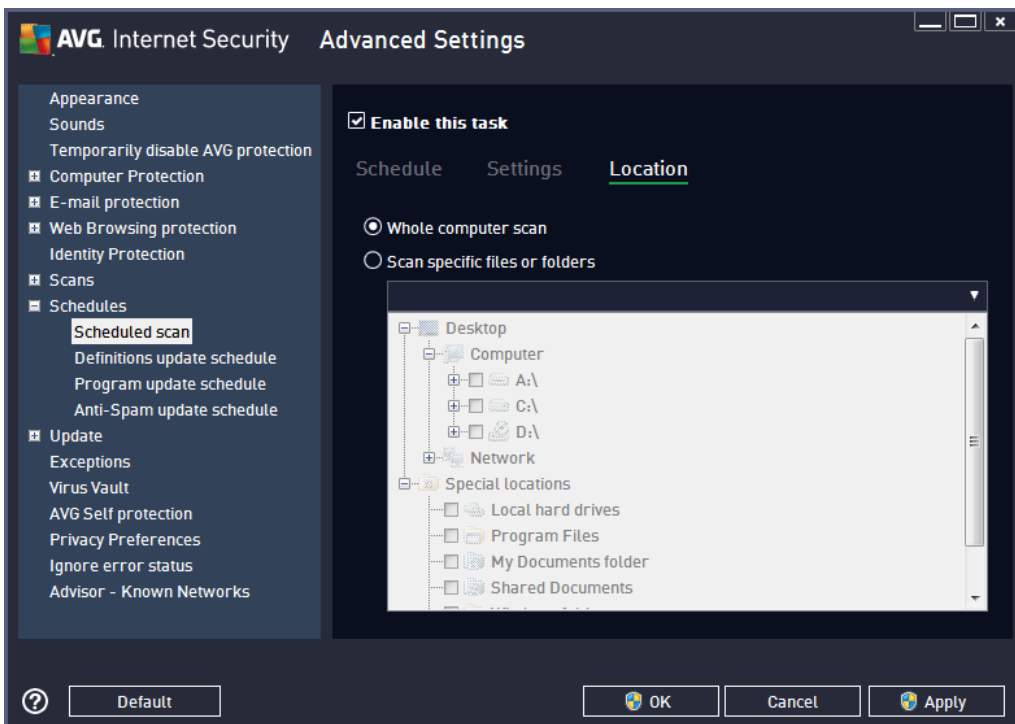 AVG. Internet Security Advanced Settings
Appearance
Sounds
Temporarily disable AVG protection
Computer Protection
E-mail protection
Web Browsing protection
Identity Protection
Scans
Schedules
Scheduled scan
Definitions update schedule
Program update schedule
Anti-Spam update schedule
Update
Exceptions
Virus Vault
AVG Self protection
Privacy Preferences
Ignore error status
Advisor - Known Networks
Enable this task
Schedule Settings Location
Whole computer scan
Scan specific files or folders
Desktop
Computer
A:\
C:\
D:\
Network
Special locations
Local hard drives
Program Files
My Documents folder
Shared Documents
? Default OK Cancel Apply